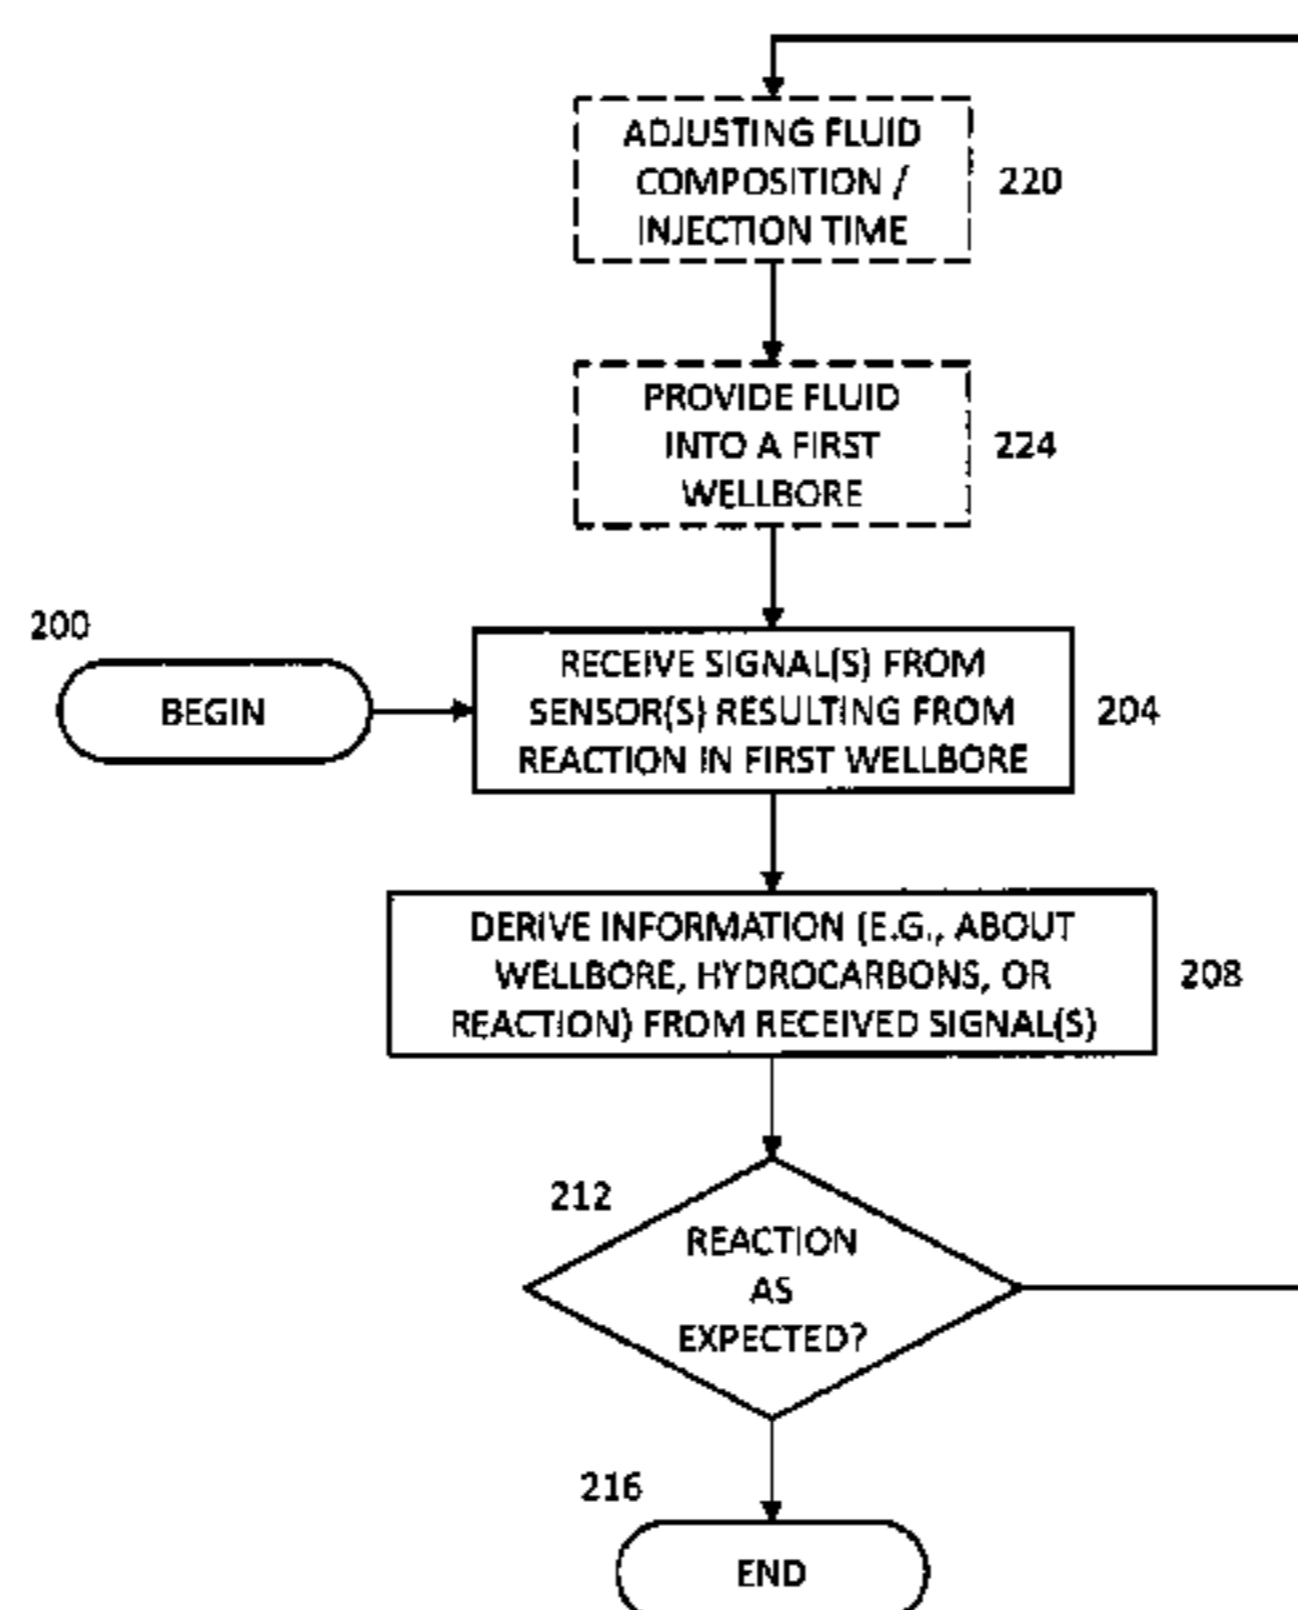 ADJUSTING FLUID
COMPOSITION /
INJECTION TIME
220
PROVIDE FLUID
INTO A FIRST
WELLBORE
224
200
BEGIN
RECEIVE SIGNAL(S) FROM
SENSOR(S) RESULTING FROM
REACTION IN FIRST WELLBORE
204
DERIVE INFORMATION (E.G., ABOUT
WELLBORE, HYDROCARBONS, OR
REACTION) FROM RECEIVED SIGNAL(S)
208
212
REACTION
AS
EXPECTED?
216
END